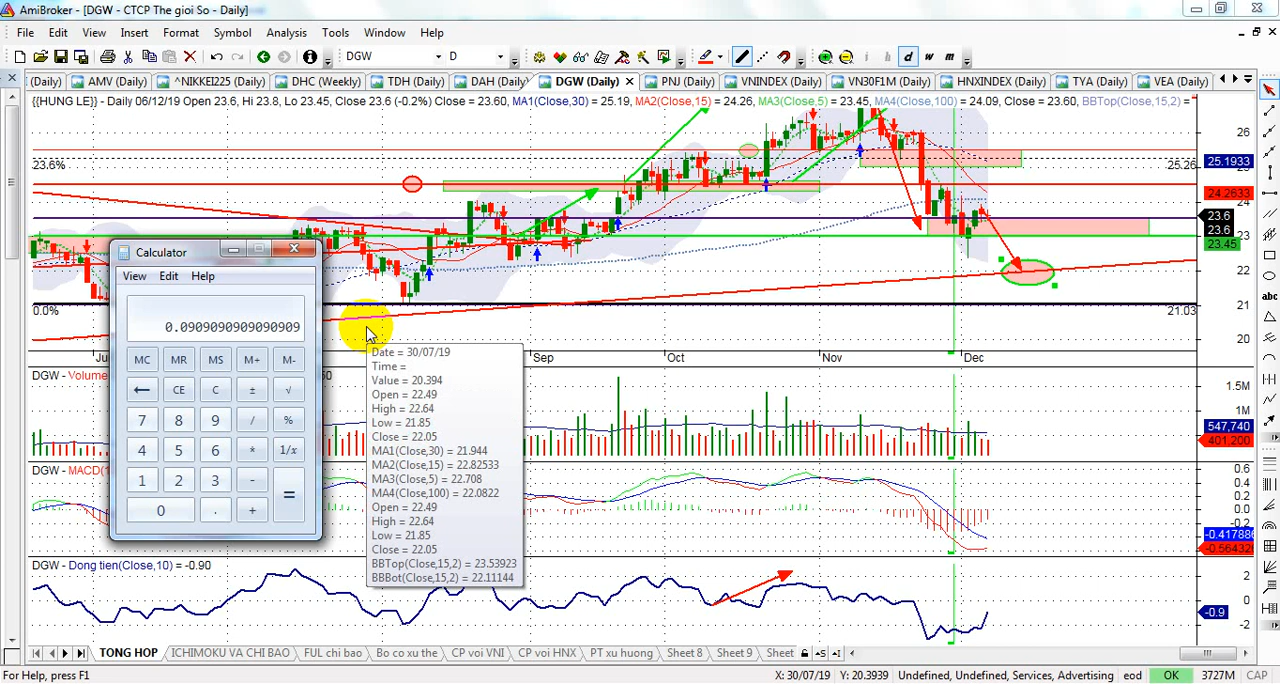 AmiBroker - [DGW - CTCP The gioi So - Daily]
File Edit View Insert Format Symbol Analysis Tools Window Help
DGW D i h d w m
(Daily) AMV (Daily) ^NIKKEI225 (Daily) DHC (Weekly) TDH (Daily) DAH (Daily) DGW (Daily) PNJ (Daily) VNINDEX (Daily) VN30F1M (Daily) HNXINDEX (Daily) TYA (Daily) VEA (Daily)
{{HUNG LE}} - Daily 06/12/19 Open 23.6, Hi 23.8, Lo 23.45, Close 23.6 (-0.2%) Close = 23.60, MA1(Close,30) = 25.19, MA2(Close,15) = 24.26, MA3(Close,5) = 23.45, MA4(Close,100) = 24.09, Close = 23.60, BBTop(Close,15,2) =
26
23.6%
25.26
25.1933
24.2633
24
23.6
23.6
23.45
23
22
21
0.0%
21.03
20
Sep Oct Nov Dec
Calculator
View Edit Help
0.0909090909090909
MC MR MS M+ M-
← CE C ± √
7 8 9 / %
4 5 6 * 1/x
1 2 3 - =
0 . +
Date = 30/07/19
Time =
Value = 20.394
Open = 22.49
High = 22.64
Low = 21.85
Close = 22.05
MA1(Close,30) = 21.944
MA2(Close,15) = 22.82533
MA3(Close,5) = 22.708
MA4(Close,100) = 22.0822
Open = 22.49
High = 22.64
Low = 21.85
Close = 22.05
BBTop(Close,15,2) = 23.53923
BBBot(Close,15,2) = 22.11144
DGW - Volume
1.5M
1M
547,740
401,200
DGW - MACD(1
0.6
0.4
0.2
0.0
-0.2
-0.417886
-0.564326
DGW - Dong tien(Close,10) = -0.90
2
0
-0.9
-2
TONG HOP ICHIMOKU VA CHI BAO FUL chi bao Bo co xu the CP voi VNI CP voi HNX PT xu huong Sheet 8 Sheet 9 Sheet
For Help, press F1 X: 30/07/19 Y: 20.3939 Undefined, Undefined, Services, Advertising eod OK 3727M CAP
abc